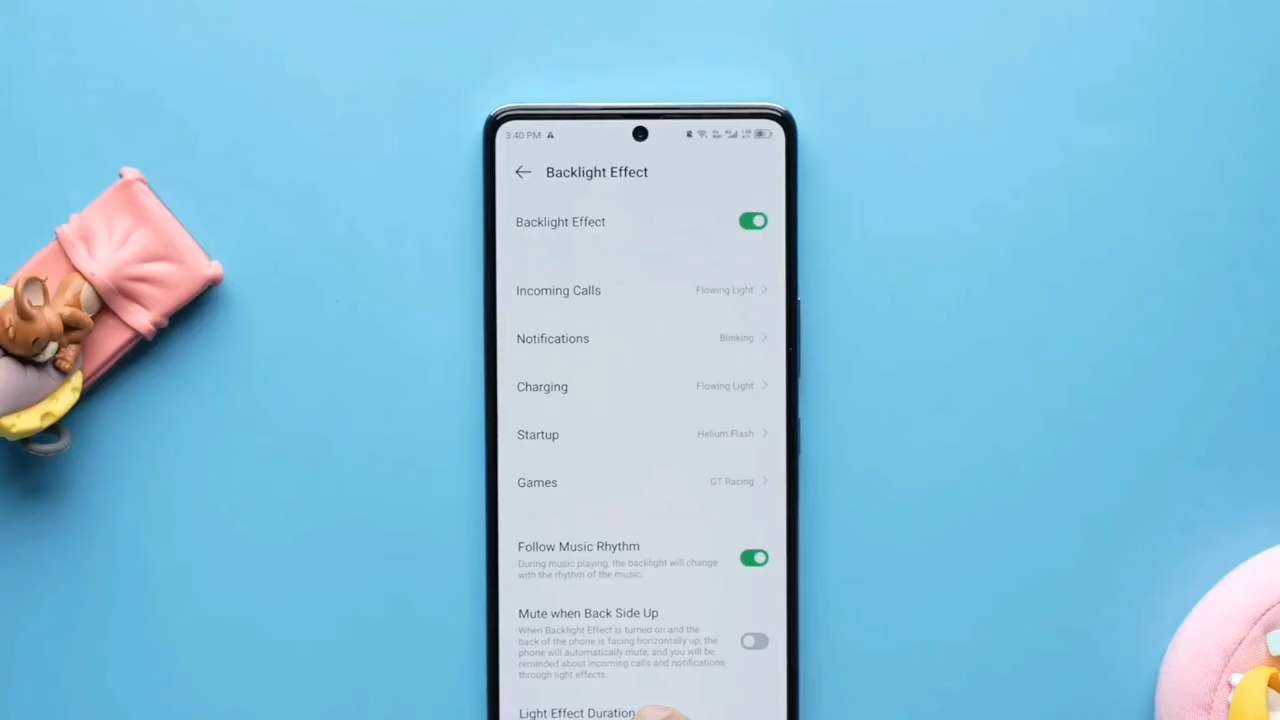 3:40 PM
Backlight Effect
Backlight Effect
Incoming Calls Flowing Light
Notifications Blinking
Charging Flowing Light
Startup Helium Flash
Games GT Racing
Follow Music Rhythm
During music playing, the backlight will change
with the rhythm of the music.
Mute when Back Side Up
When Backlight Effect is turned on and the
back of the phone is facing horizontally up, the
phone will automatically mute, and you will be
reminded about incoming calls and notifications
through light effects.
Light Effect Duration